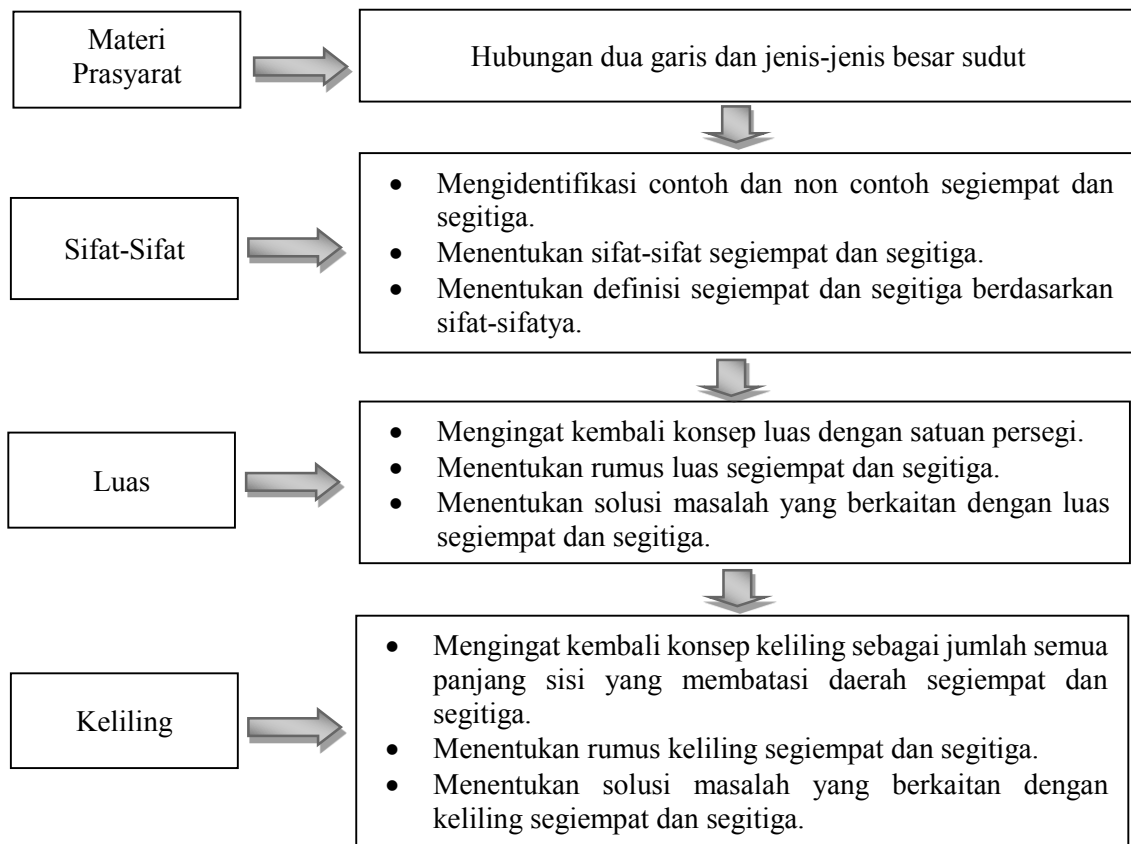 Materi
Prasyarat
Hubungan dua garis dan jenis-jenis besar sudut
Sifat-Sifat
• Mengidentifikasi contoh dan non contoh segiempat dan
segitiga.
• Menentukan sifat-sifat segiempat dan segitiga.
• Menentukan definisi segiempat dan segitiga berdasarkan
sifat-sifatya.
Luas
• Mengingat kembali konsep luas dengan satuan persegi.
• Menentukan rumus luas segiempat dan segitiga.
• Menentukan solusi masalah yang berkaitan dengan luas
segiempat dan segitiga.
Keliling
• Mengingat kembali konsep keliling sebagai jumlah semua
panjang sisi yang membatasi daerah segiempat dan
segitiga.
• Menentukan rumus keliling segiempat dan segitiga.
• Menentukan solusi masalah yang berkaitan dengan
keliling segiempat dan segitiga.